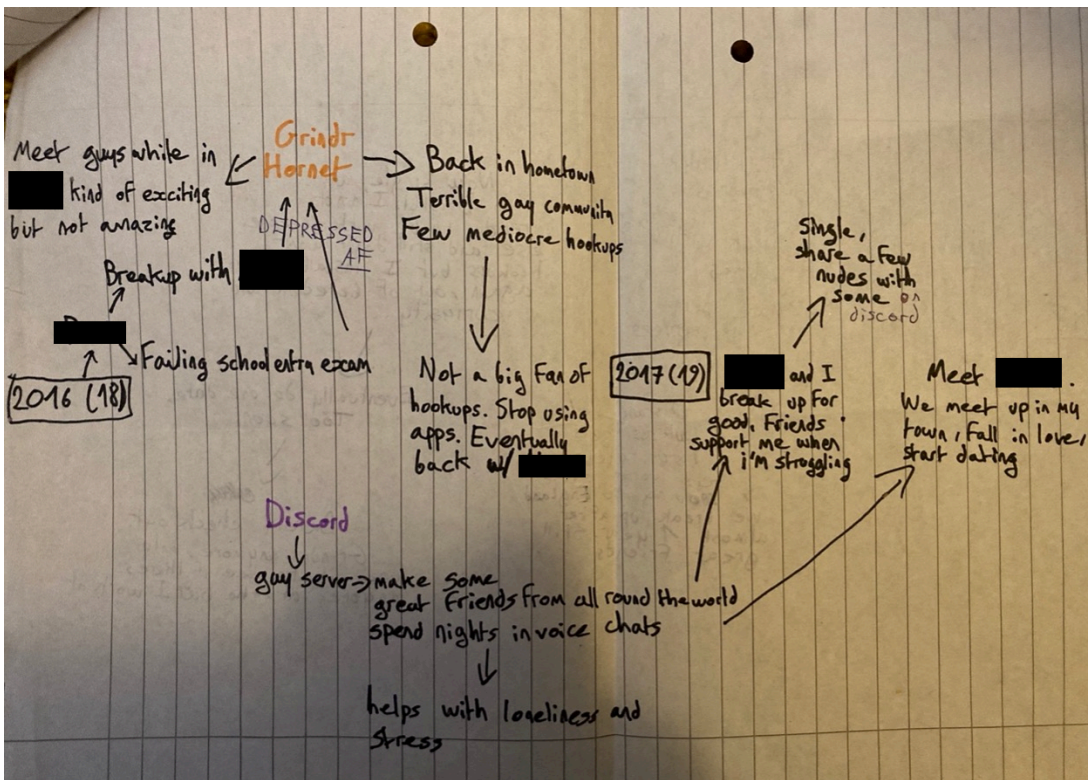 Grindr
Hornet
Meet guys while in
kind of exciting
but not amazing
Back in hometown
Terrible gay community
Few mediocre hookups
DEPRESSED
AF
Breakup with
Failing school entra excam
2016 (18)
Not a big fan of
hookups. Stop using
apps. Eventually
back w/
2017 (19)
and I
break up for
good. Friends
support me when
i'm struggling
Single,
share a few
nudes with
some on
discord
Meet .
We meet up in my
town, fall in love,
start dating
Discord
gay server
make some
great friends from all round the world
spend nights in voice chats
helps with loneliness and
stress